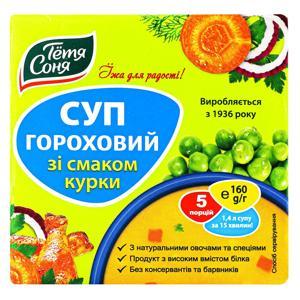 Тётя
Соня
Їжа для радості!
СУП
ГОРОХОВИЙ
зі смаком
курки
Виробляється
з 1936 року
5
порцій
℮ 160
g/г
1,4 л супу
за 15 хвилин!
✓ З натуральними овочами та спеціями
✓ Продукт з високим вмістом білка
✓ Без консервантів та барвників
Спосіб сервірування